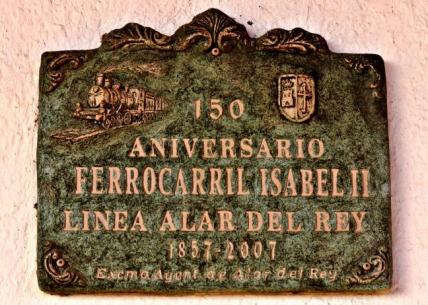 150
ANIVERSARIO
FERROCARRIL ISABEL II
LINEA ALAR DEL REY
1857-2007
Excmo Ayunt. de Alar del Rey